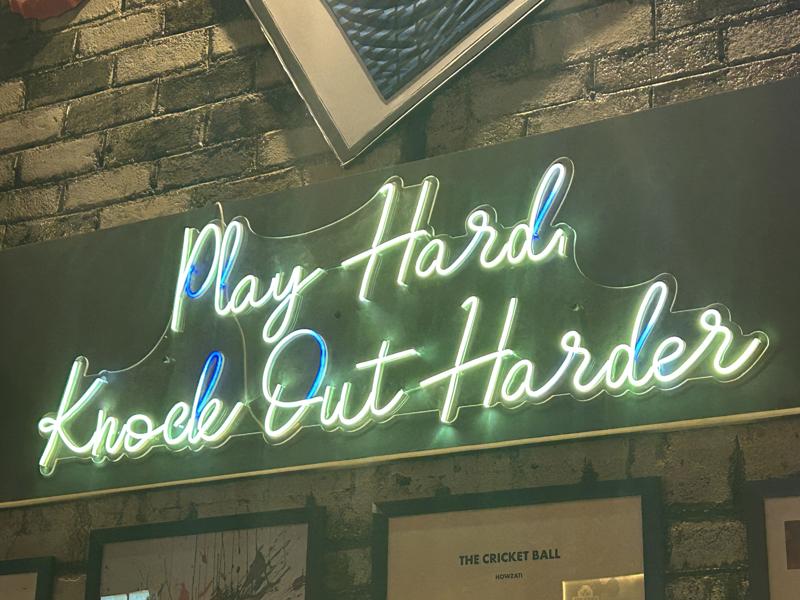 Play Hard,
Knock Out Harder
THE CRICKET BALL
HOWZAT!